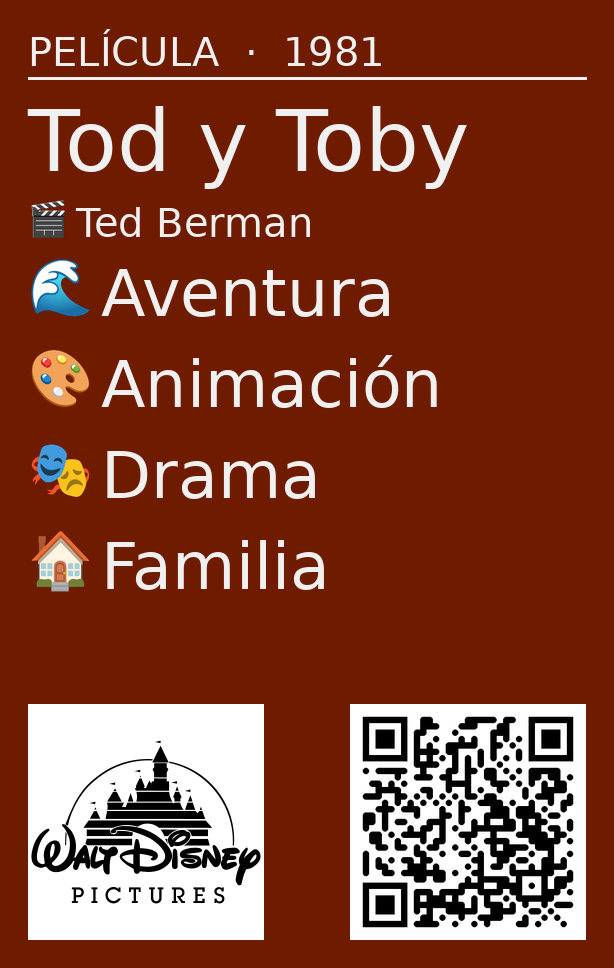 PELÍCULA · 1981
Tod y Toby
Ted Berman
Aventura
Animación
Drama
Familia
WALT DISNEY
PICTURES